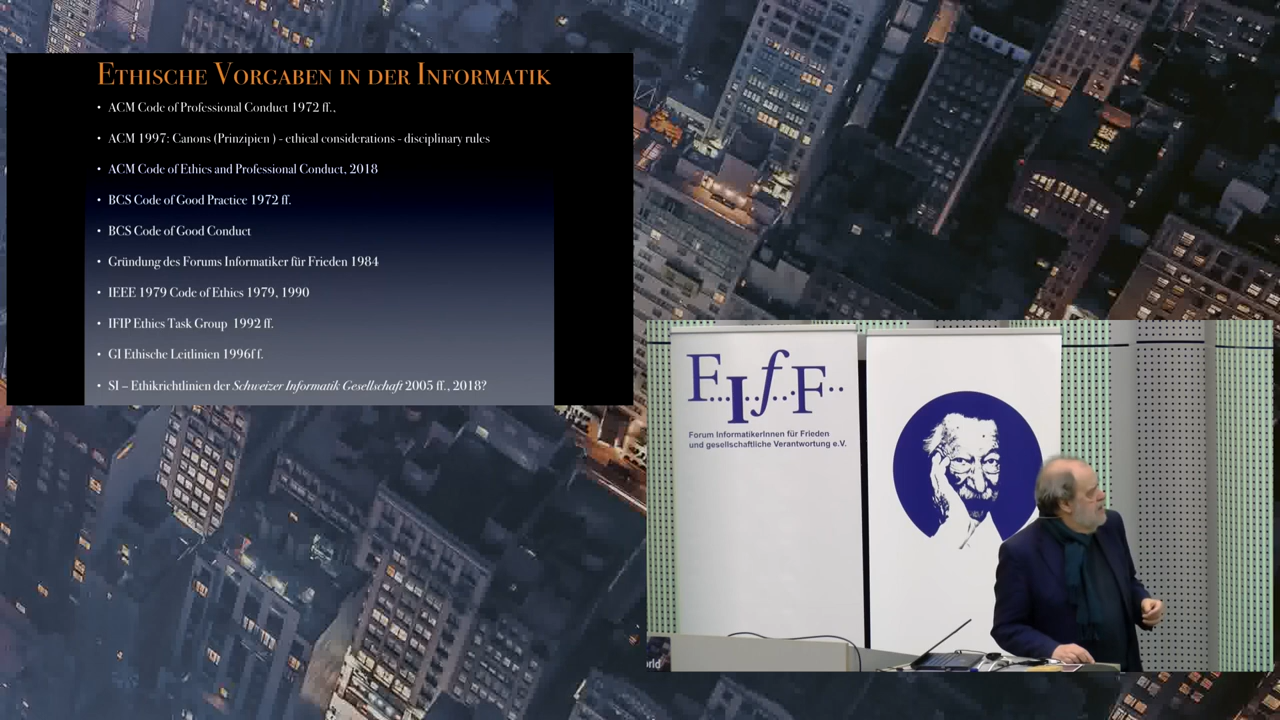 ETHISCHE VORGABEN IN DER INFORMATIK
• ACM Code of Professional Conduct 1972 ff.,
• ACM 1997: Canons (Prinzipien ) - ethical considerations - disciplinary rules
• ACM Code of Ethics and Professional Conduct, 2018
• BCS Code of Good Practice 1972 ff.
• BCS Code of Good Conduct
• Gründung des Forums Informatiker für Frieden 1984
• IEEE 1979 Code of Ethics 1979, 1990
• IFIP Ethics Task Group 1992 ff.
• GI Ethische Leitlinien 1996f f.
• SI – Ethikrichtlinien der Schweizer Informatik Gesellschaft 2005 ff., 2018?
F...I..f..F..
Forum InformatikerInnen für Frieden
und gesellschaftliche Verantwortung e.V.
orld